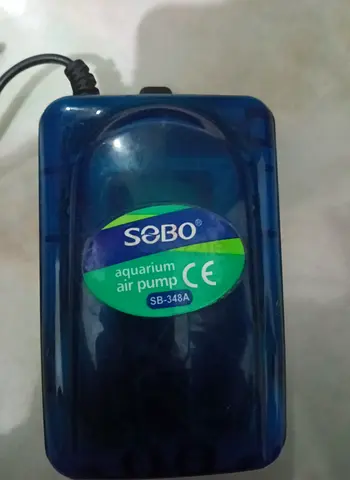 SOBO®
aquarium
air pump CE
SB-348A